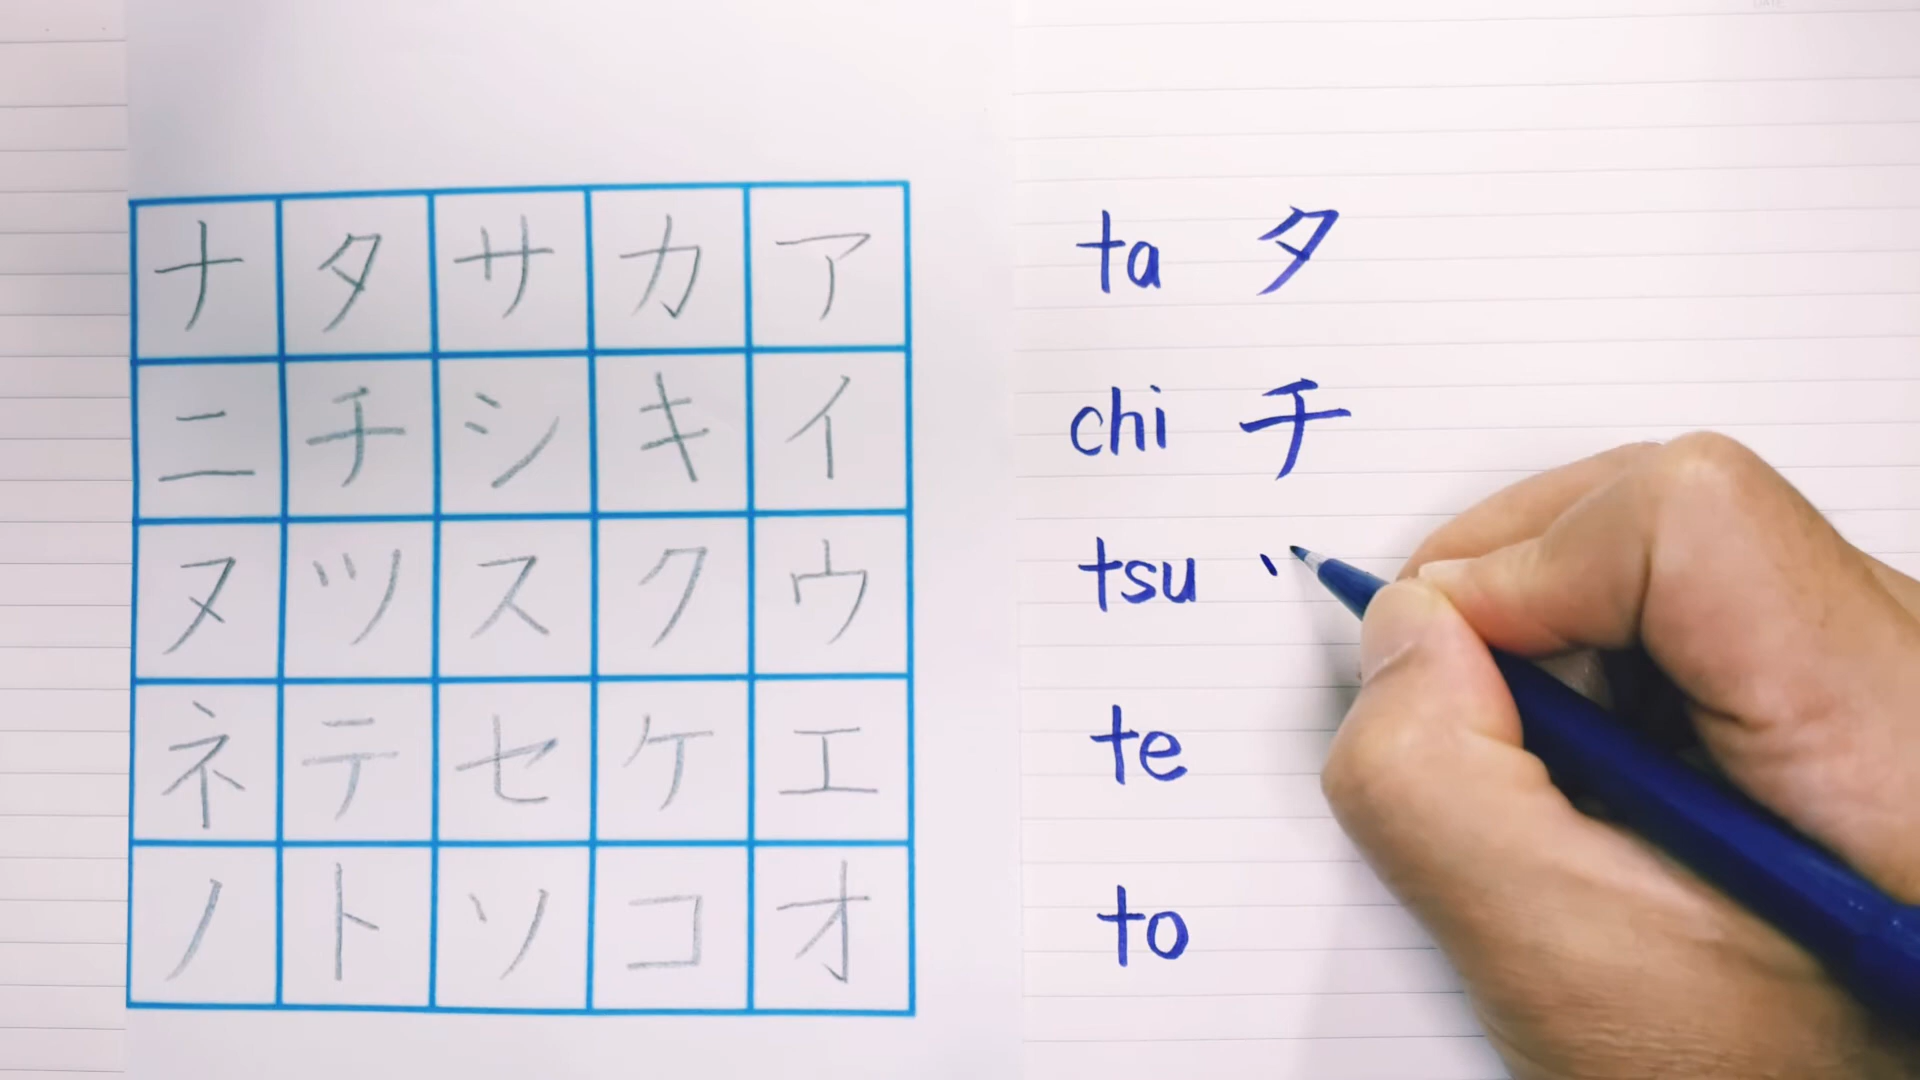 ナ タ サ カ ア
ニ チ シ キ イ
ヌ ツ ス ク ウ
ネ テ セ ケ エ
ノ ト ソ コ オ
ta タ
chi チ
tsu
te
to